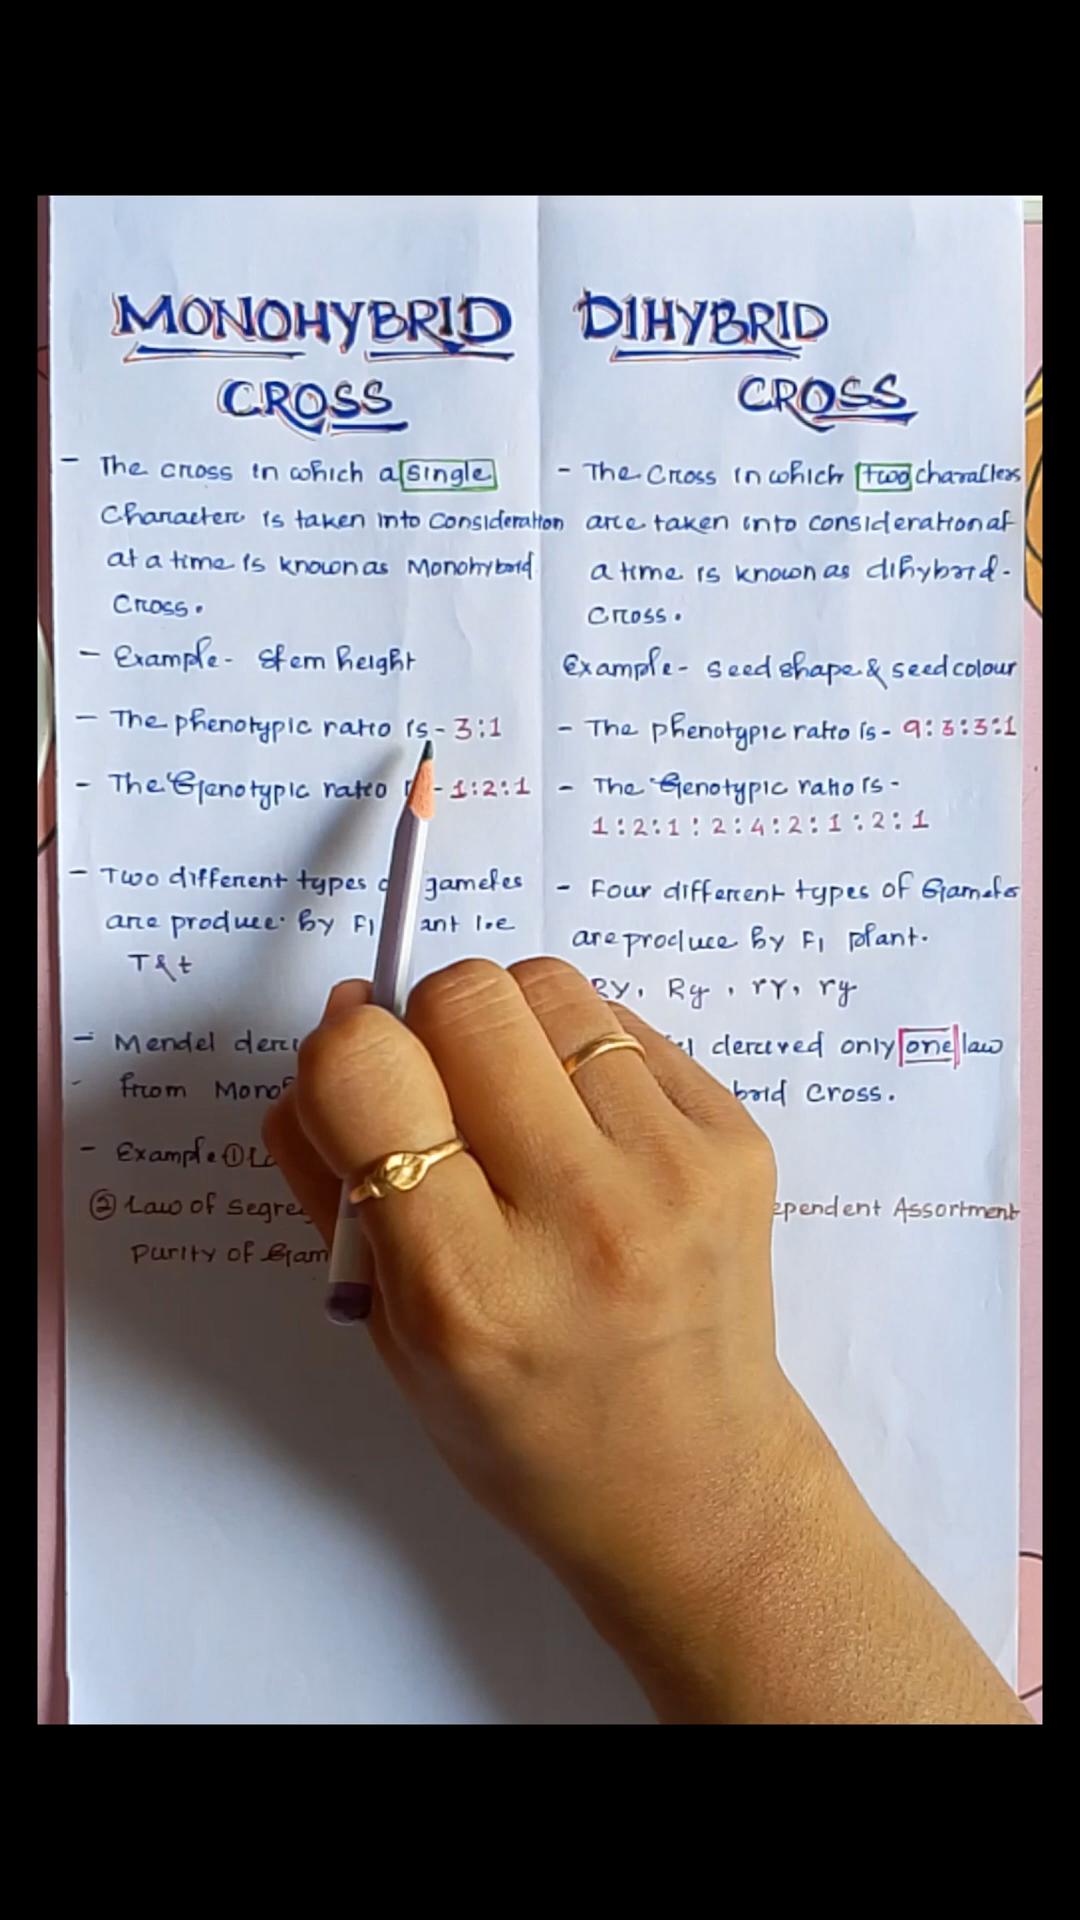 MONOHYBRID
CROSS
- The cross in which a single
Character is taken into consideration
at a time is known as Monohybrid
Cross.
- Example - Stem height
- The phenotypic ratio is - 3:1
- The Genotypic ratio - 1:2:1
- Two different types gametes
are produce by F1 ant i.e
T & t
- Mendel
- from
- Example ①
② Law of
Purity of
DIHYBRID
CROSS
- The Cross in which two characters
are taken into consideration at
a time is known as dihybrid-
Cross.
Example - Seed shape & seed colour
- The phenotypic ratio is - 9:3:3:1
- The Genotypic ratio is -
1:2:1:2:4:2:1:2:1
- Four different types of Gametes
are produce by F1 plant.
RY, Ry, rY, ry
derived only one law
Cross.
Assortment